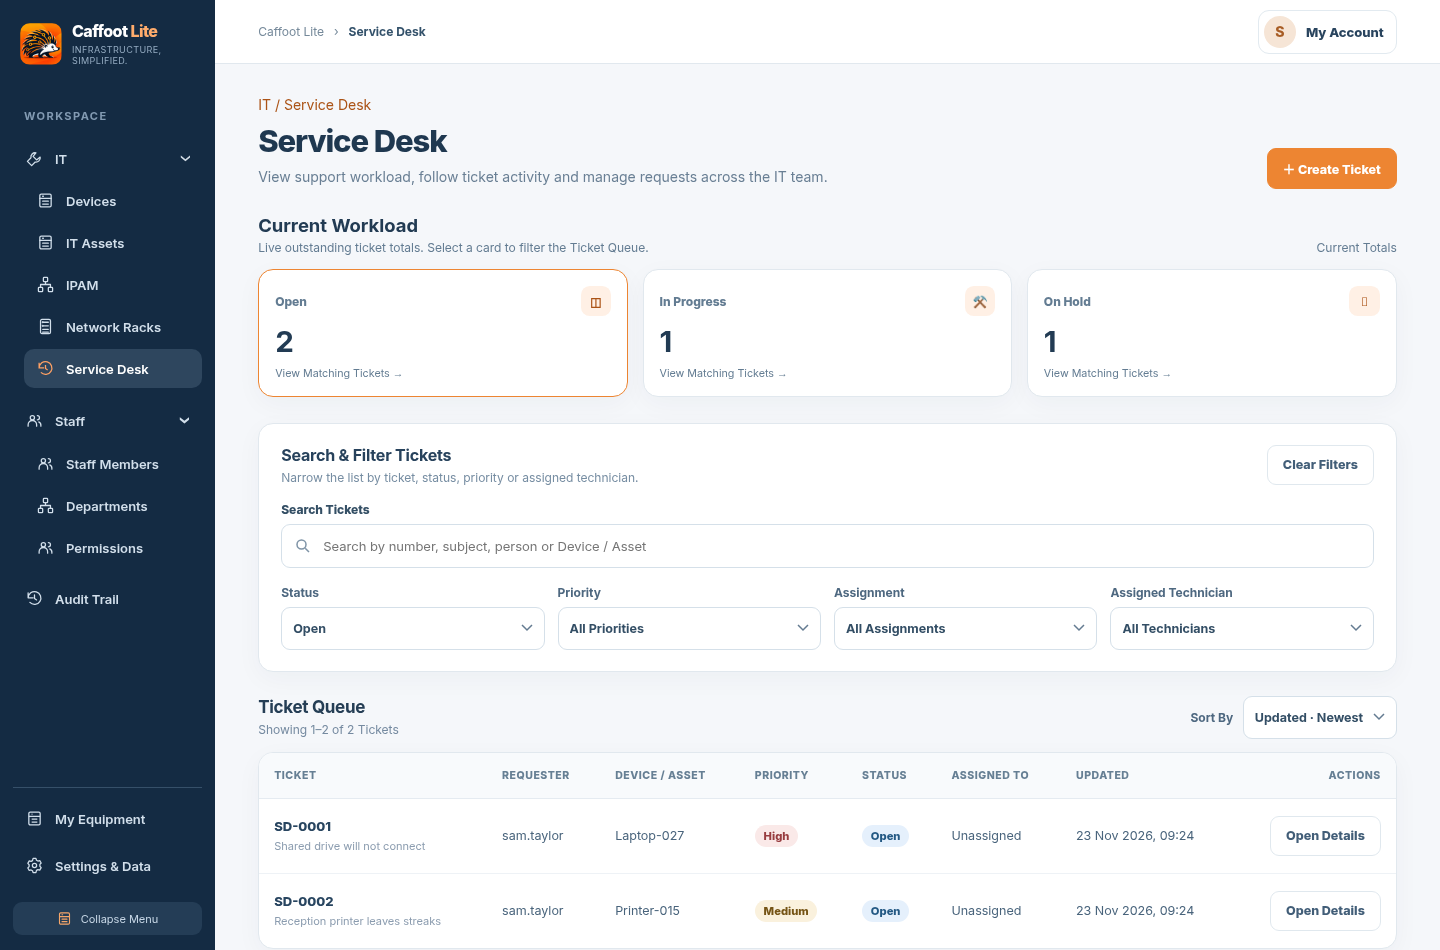 Caffoot Lite
INFRASTRUCTURE,
SIMPLIFIED.
WORKSPACE
IT
Devices
IT Assets
IPAM
Network Racks
Service Desk
Staff
Staff Members
Departments
Permissions
Audit Trail
My Equipment
Settings & Data
Collapse Menu
Caffoot Lite › Service Desk
S My Account
IT / Service Desk
Service Desk
View support workload, follow ticket activity and manage requests across the IT team.
+ Create Ticket
Current Workload
Live outstanding ticket totals. Select a card to filter the Ticket Queue.
Current Totals
Open
2
View Matching Tickets →
In Progress
1
View Matching Tickets →
On Hold
1
View Matching Tickets →
Search & Filter Tickets
Narrow the list by ticket, status, priority or assigned technician.
Clear Filters
Search Tickets
Search by number, subject, person or Device / Asset
Status Priority Assignment Assigned Technician
Open All Priorities All Assignments All Technicians
Ticket Queue
Showing 1–2 of 2 Tickets
Sort By Updated · Newest
TICKET REQUESTER DEVICE / ASSET PRIORITY STATUS ASSIGNED TO UPDATED ACTIONS
SD-0001
Shared drive will not connect
sam.taylor Laptop-027 High Open Unassigned 23 Nov 2026, 09:24 Open Details
SD-0002
Reception printer leaves streaks
sam.taylor Printer-015 Medium Open Unassigned 23 Nov 2026, 09:24 Open Details